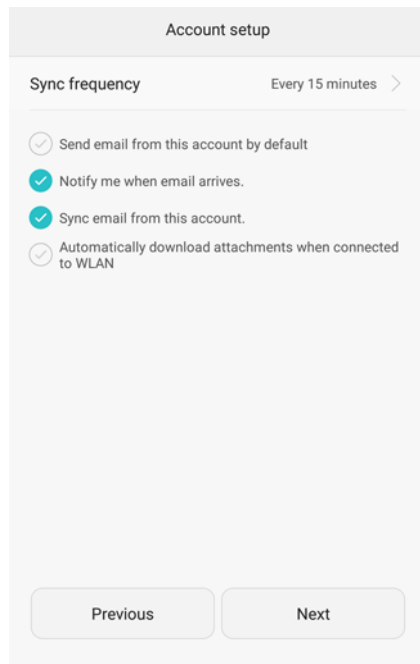 Account setup
Sync frequency Every 15 minutes
Send email from this account by default
Notify me when email arrives.
Sync email from this account.
Automatically download attachments when connected
to WLAN
Previous Next